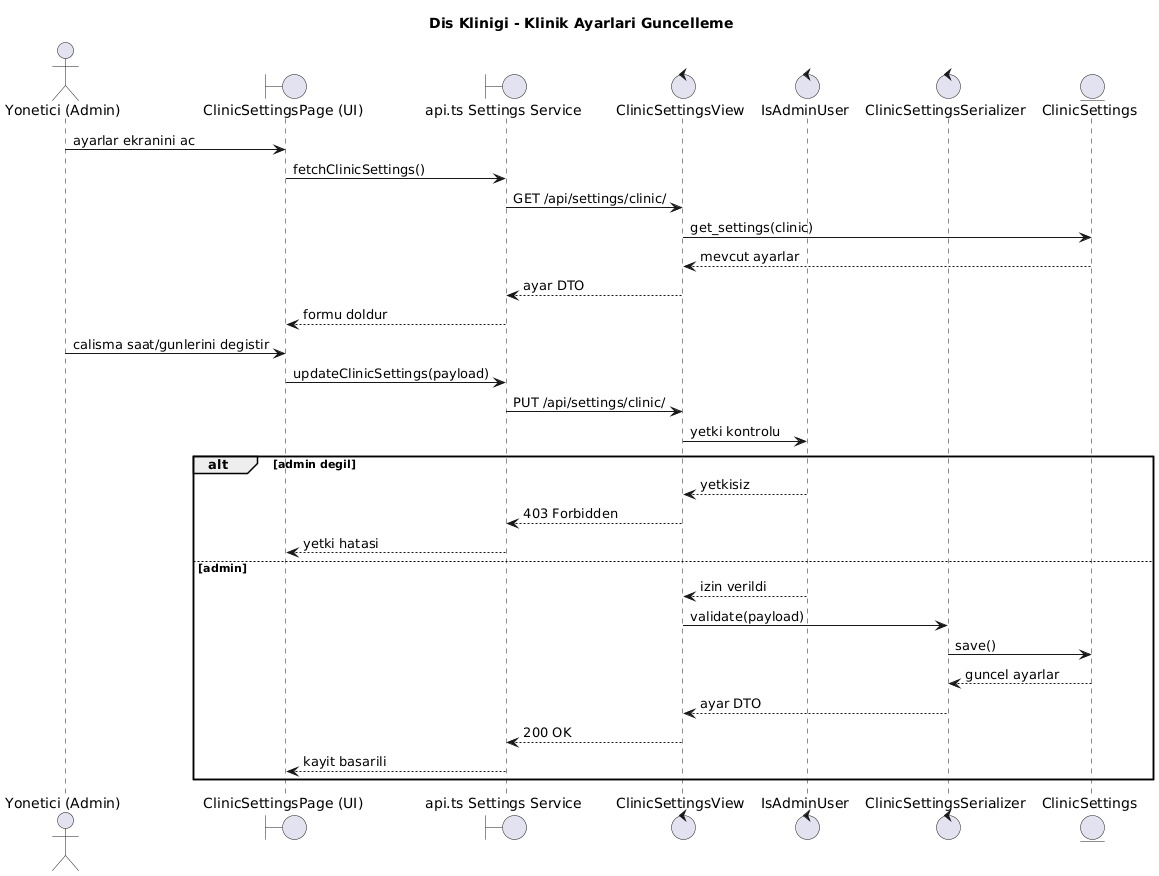 Dis Klinigi - Klinik Ayarlari Guncelleme
Yonetici (Admin)
ClinicSettingsPage (UI)
api.ts Settings Service
ClinicSettingsView
IsAdminUser
ClinicSettingsSerializer
ClinicSettings
ayarlar ekranini ac
fetchClinicSettings()
GET /api/settings/clinic/
get_settings(clinic)
mevcut ayarlar
ayar DTO
formu doldur
calisma saat/gunlerini degistir
updateClinicSettings(payload)
PUT /api/settings/clinic/
yetki kontrolu
alt
[admin degil]
yetkisiz
403 Forbidden
yetki hatasi
[admin]
izin verildi
validate(payload)
save()
guncel ayarlar
ayar DTO
200 OK
kayit basarili
Yonetici (Admin)
ClinicSettingsPage (UI)
api.ts Settings Service
ClinicSettingsView
IsAdminUser
ClinicSettingsSerializer
ClinicSettings